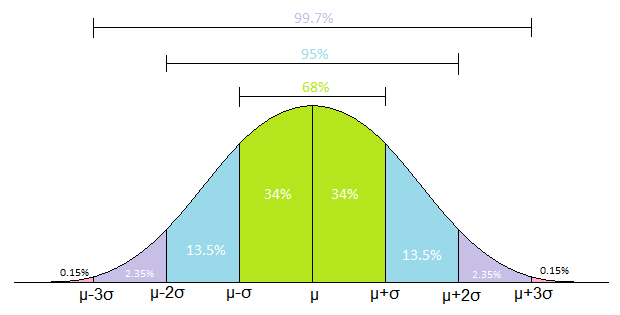 99.7%
95%
68%
34% 34%
13.5% 13.5%
0.15% 2.35% 2.35% 0.15%
μ-3σ μ-2σ μ-σ μ μ+σ μ+2σ μ+3σ